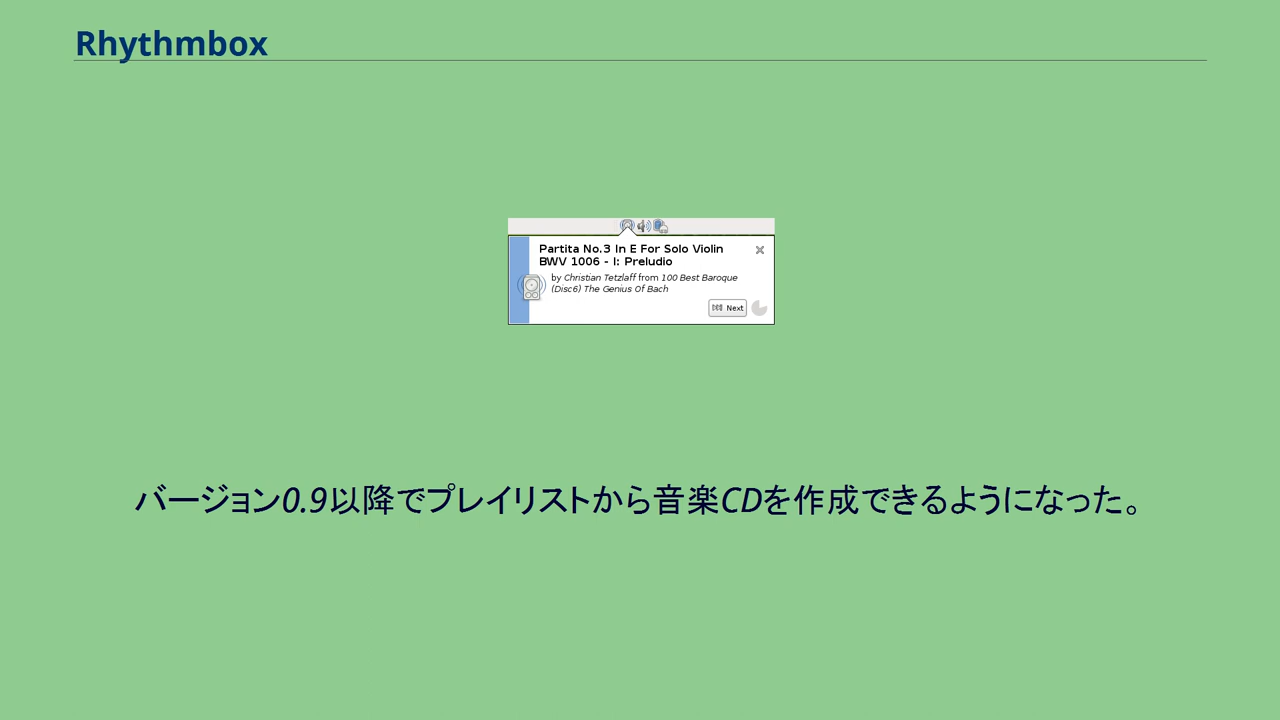 Rhythmbox
Partita No.3 In E For Solo Violin
BWV 1006 - I: Preludio
by Christian Tetzlaff from 100 Best Baroque
(Disc6) The Genius Of Bach
Next
バージョン0.9以降でプレイリストから音楽CDを作成できるようになった。